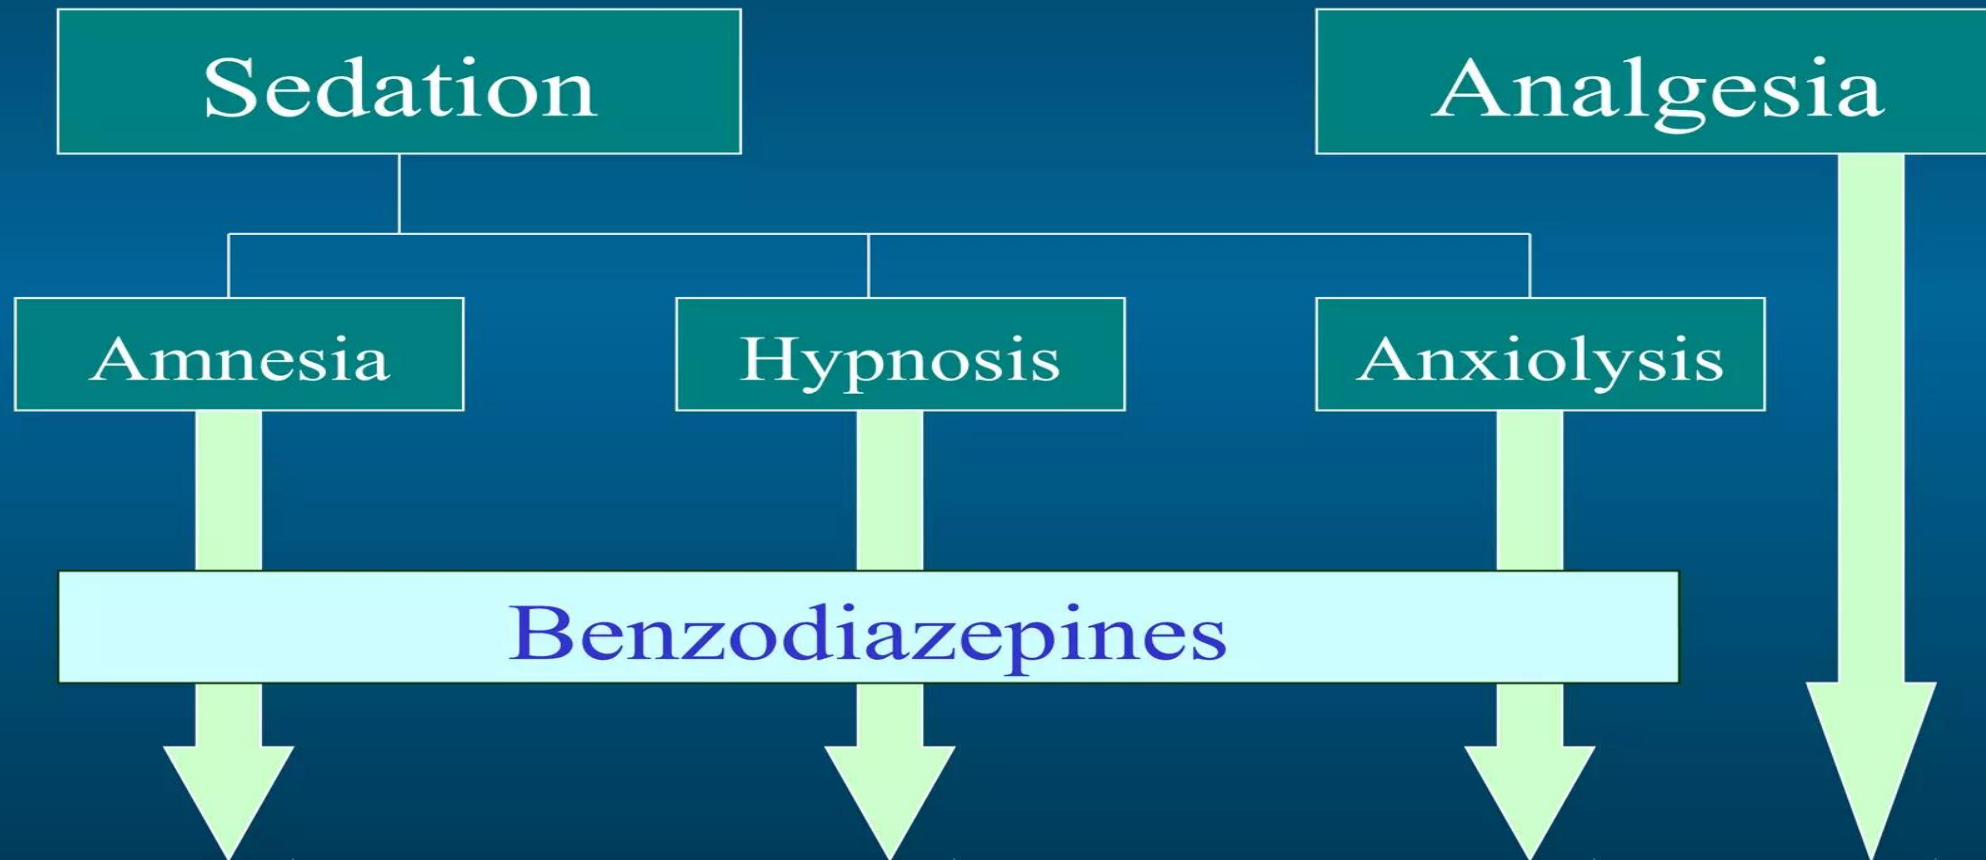 Sedation
Analgesia
Amnesia
Hypnosis
Anxiolysis
Benzodiazepines